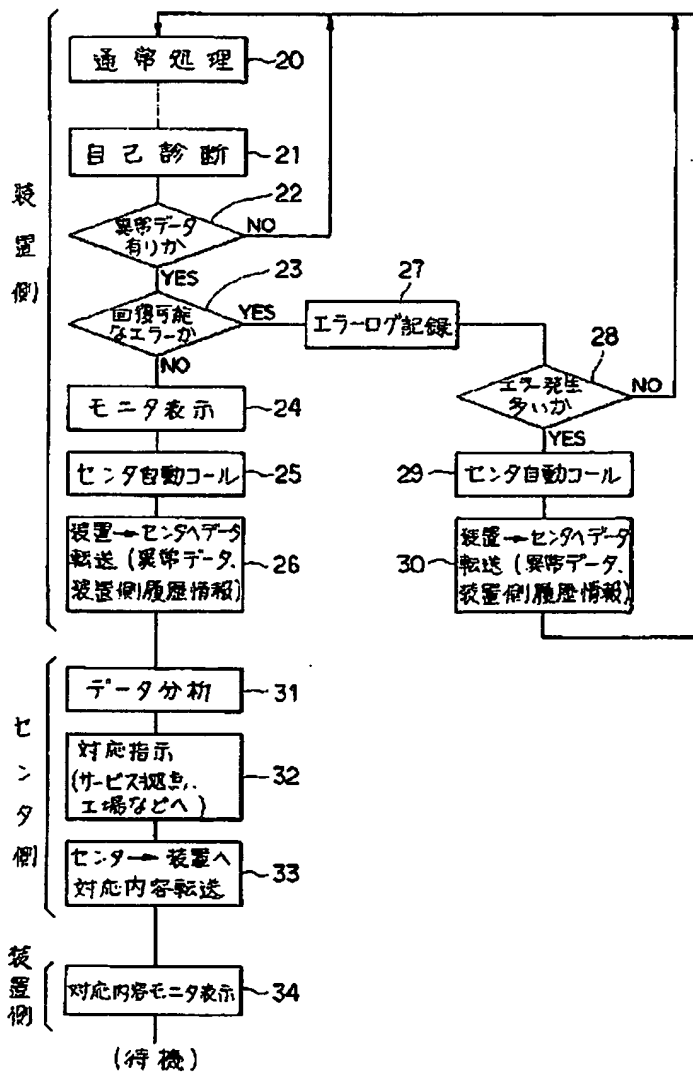 装置側
通常処理
20
自己診断
21
22
異常データ
有りか
NO
YES
23
回復可能
なエラーか
YES
NO
27
エラーログ記録
28
エラー発生
多いか
NO
YES
モニタ表示
24
センタ自動コール
25
29
センタ自動コール
装置→センタへデータ
転送(異常データ、
装置側履歴情報)
26
30
装置→センタへデータ
転送(異常データ、
装置側履歴情報)
センタ側
データ分析
31
対応指示
(サービス拠点、
工場などへ)
32
センター→装置へ
対応内容転送
33
装置側
対応内容モニタ表示
34
(待機)